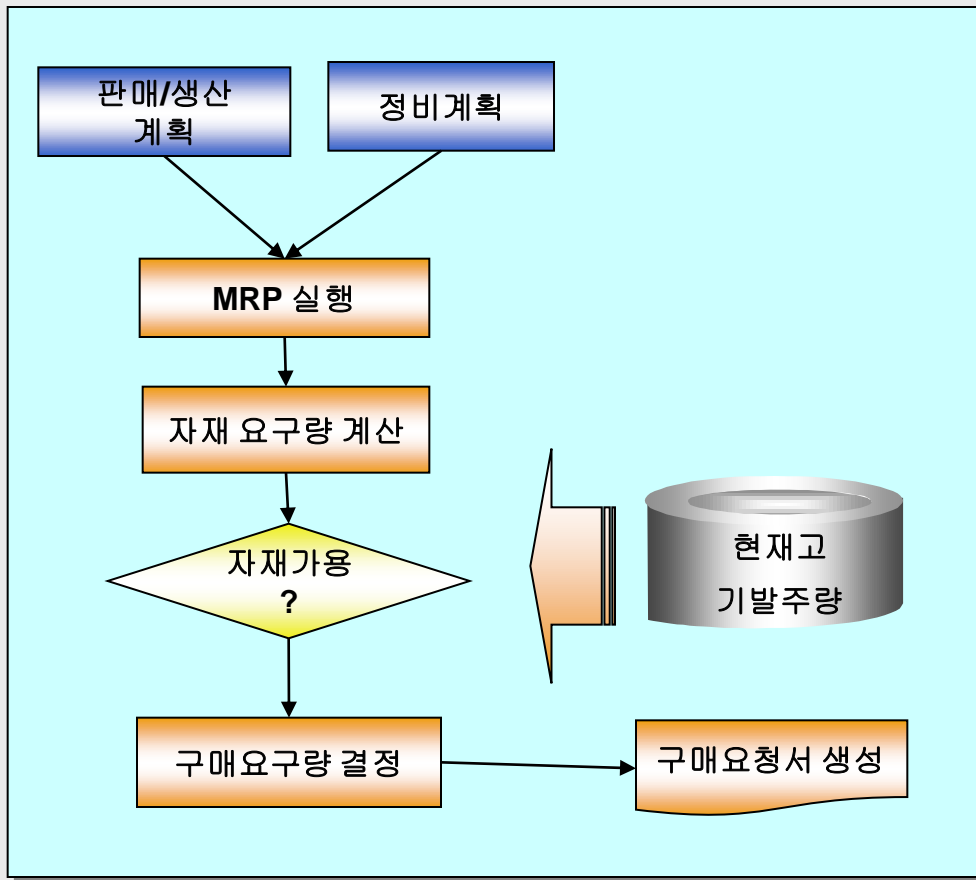 판매/생산
계획
정비계획
MRP 실행
자재 요구량 계산
자재가용
?
현재고
기발주량
구매요구량 결정
구매요청서 생성